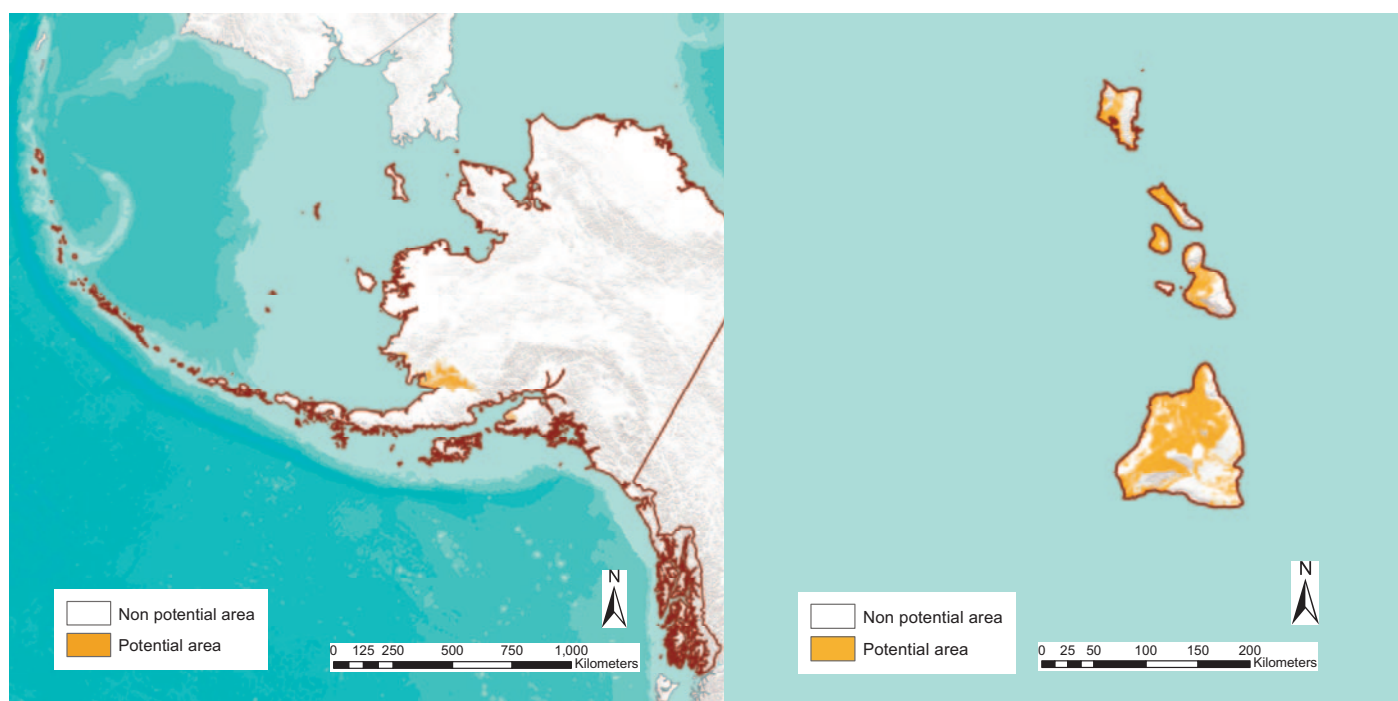 N
Non potential area
Potential area
0 125 250 500 750 1,000
Kilometers
N
Non potential area
Potential area
0 25 50 100 150 200
Kilometers